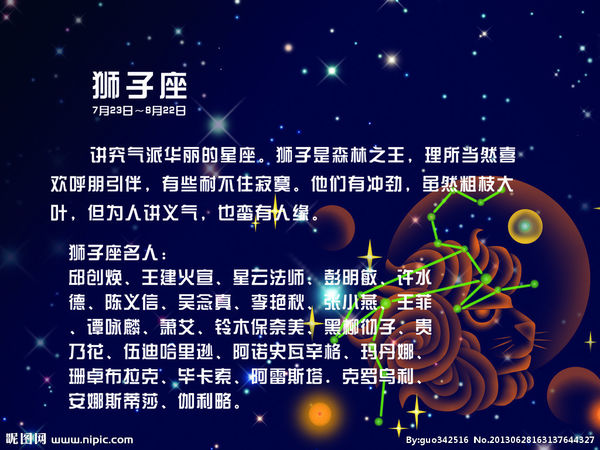 狮子座
7月23日～8月22日
讲究气派华丽的星座。狮子是森林之王，理所当然喜
欢呼朋引伴，有些耐不住寂寞。他们有冲劲，虽然粗枝大
叶，但为人讲义气，也蛮有人缘。
狮子座名人：
邱创焕、王建火宣、星云法师；彭明敏、许水
德、陈义信、吴念真、李艳秋、张小燕、王菲
、谭咏麟、萧艾、铃木保奈美、黑柳彻子、贵
乃花、伍迪哈里逊、阿诺史瓦辛格、玛丹娜、
珊卓布拉克、毕卡索、阿雷斯塔．克罗乌利、
安娜斯蒂莎、伽利略。
昵图网 www.nipic.com
By:guo342516 No.20130628163137644327